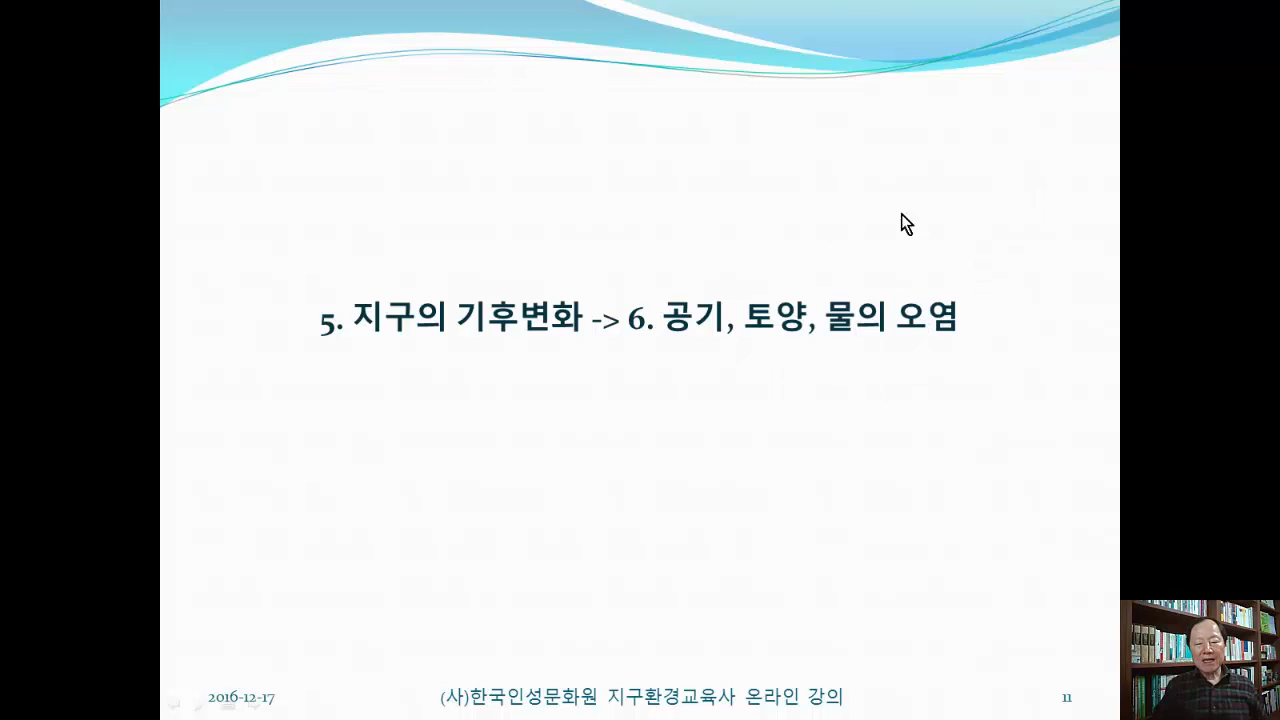 5. 지구의 기후변화 -> 6. 공기, 토양, 물의 오염
2016-12-17
(사)한국인성문화원 지구환경교육사 온라인 강의
11